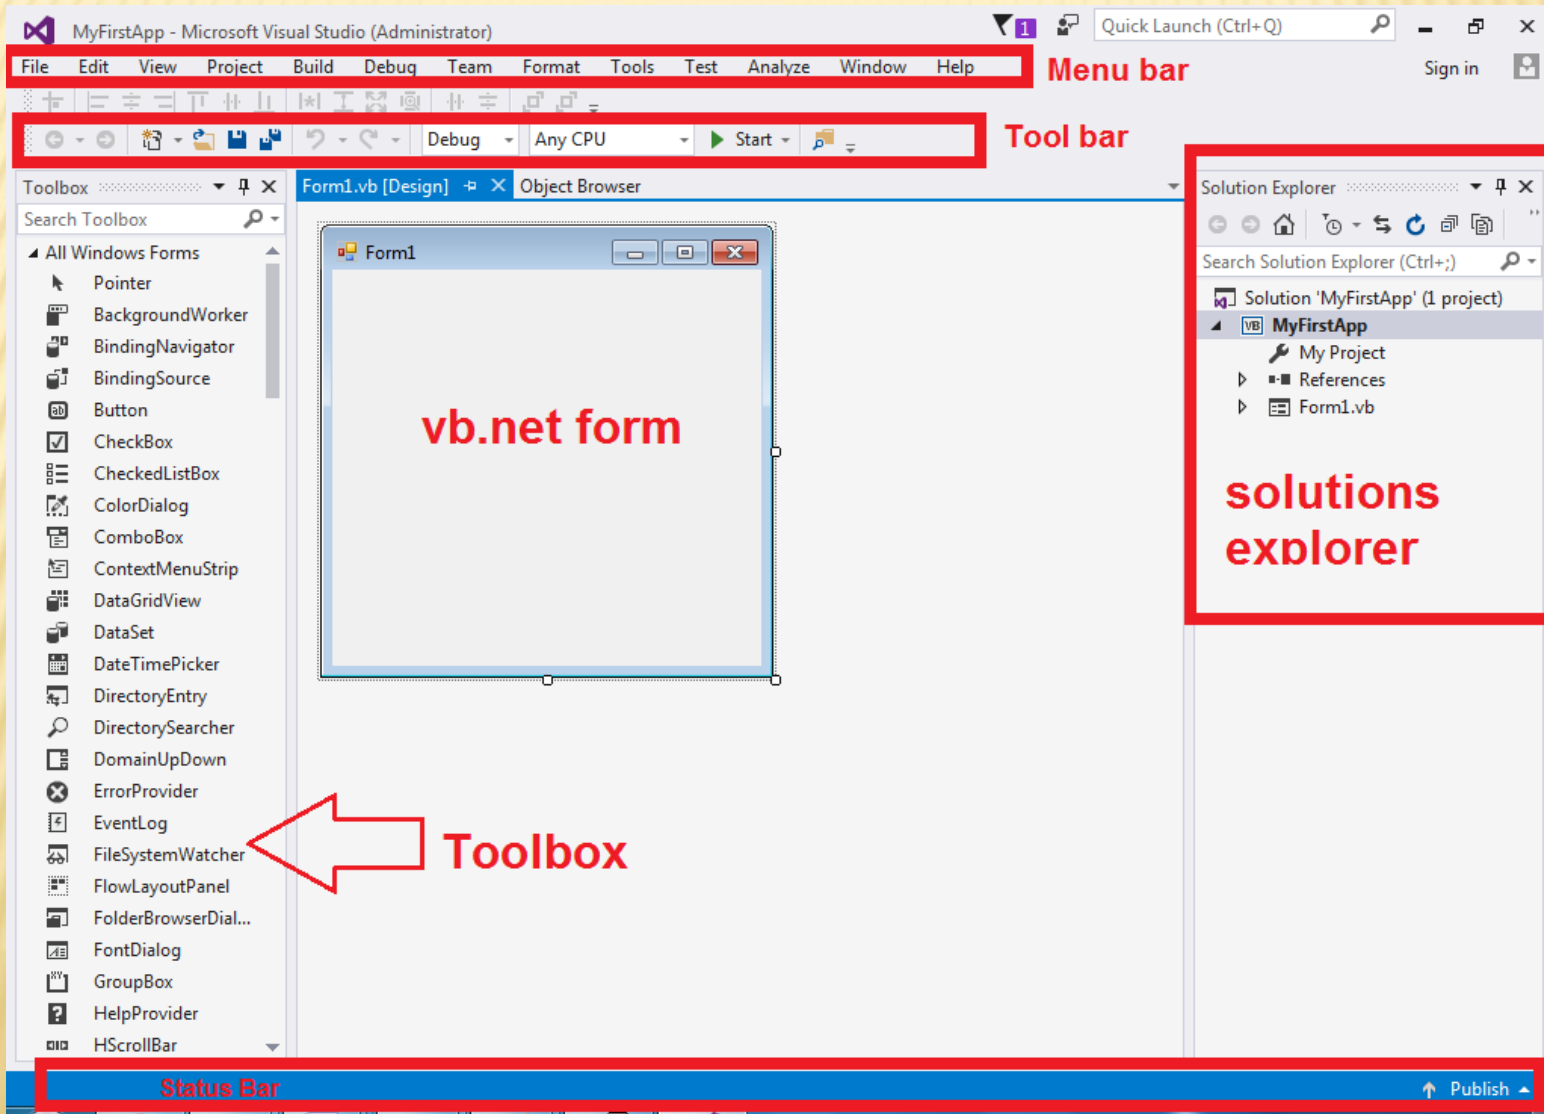 MyFirstApp - Microsoft Visual Studio (Administrator)
1
Quick Launch (Ctrl+Q)
File Edit View Project Build Debug Team Format Tools Test Analyze Window Help
Menu bar
Sign in
Debug Any CPU Start
Tool bar
Toolbox
Search Toolbox
All Windows Forms
Pointer
BackgroundWorker
BindingNavigator
BindingSource
Button
CheckBox
CheckedListBox
ColorDialog
ComboBox
ContextMenuStrip
DataGridView
DataSet
DateTimePicker
DirectoryEntry
DirectorySearcher
DomainUpDown
ErrorProvider
EventLog
FileSystemWatcher
FlowLayoutPanel
FolderBrowserDial...
FontDialog
GroupBox
HelpProvider
HScrollBar
Form1.vb [Design] Object Browser
Form1
vb.net form
Toolbox
Solution Explorer
Search Solution Explorer (Ctrl+;)
Solution 'MyFirstApp' (1 project)
VB MyFirstApp
My Project
References
Form1.vb
solutions
explorer
Status Bar
Publish